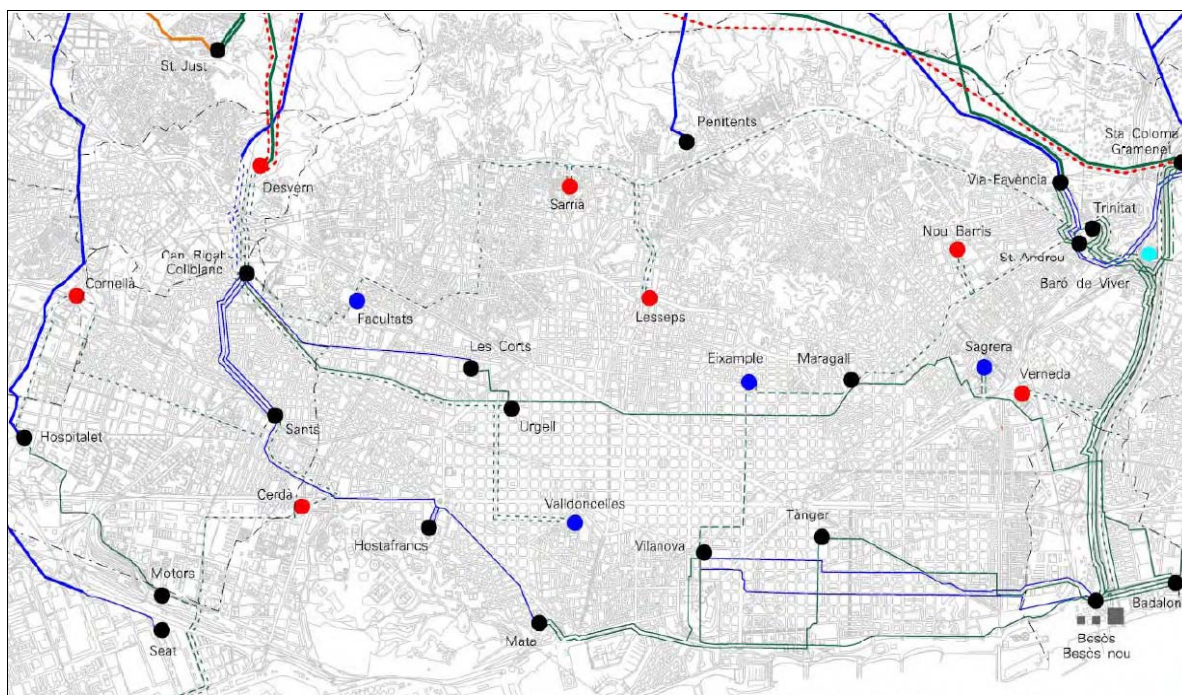 St. Just
Penitents
Sta. Coloma
Gramenet
Desvern
Via-Favència
Sarrià
Trinitat
Nou Barris
St. Andreu
Can Rigat
Collblanc
Baró de Viver
Cornellà
Facultats
Lesseps
Les Corts
Eixample
Maragall
Sagrera
Verneda
Urgell
Sants
Hospitalet
Cerdà
Valldoncelles
Tànger
Hostafrancs
Vilanova
Motors
Badalon
Mata
Seat
Besòs
Besòs nou